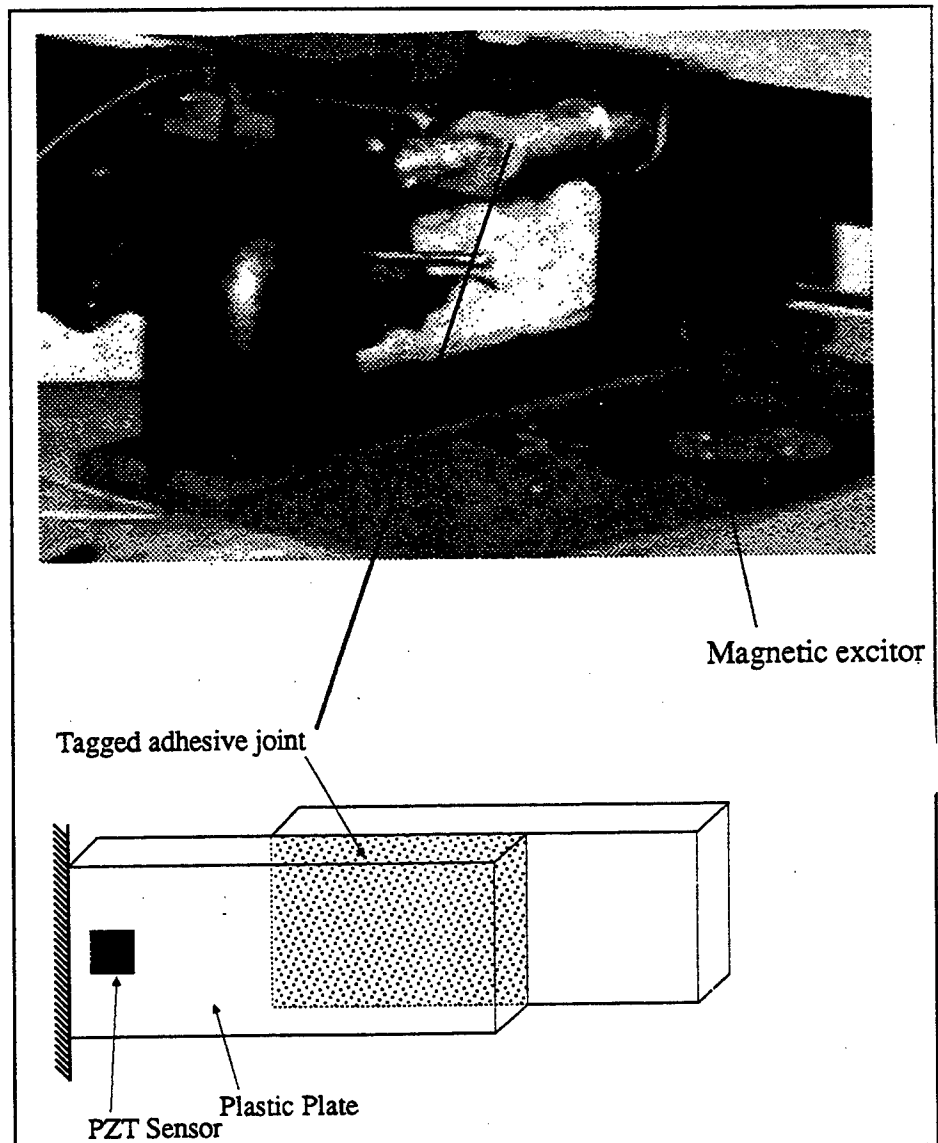 Magnetic excitor
Tagged adhesive joint
Plastic Plate
PZT Sensor